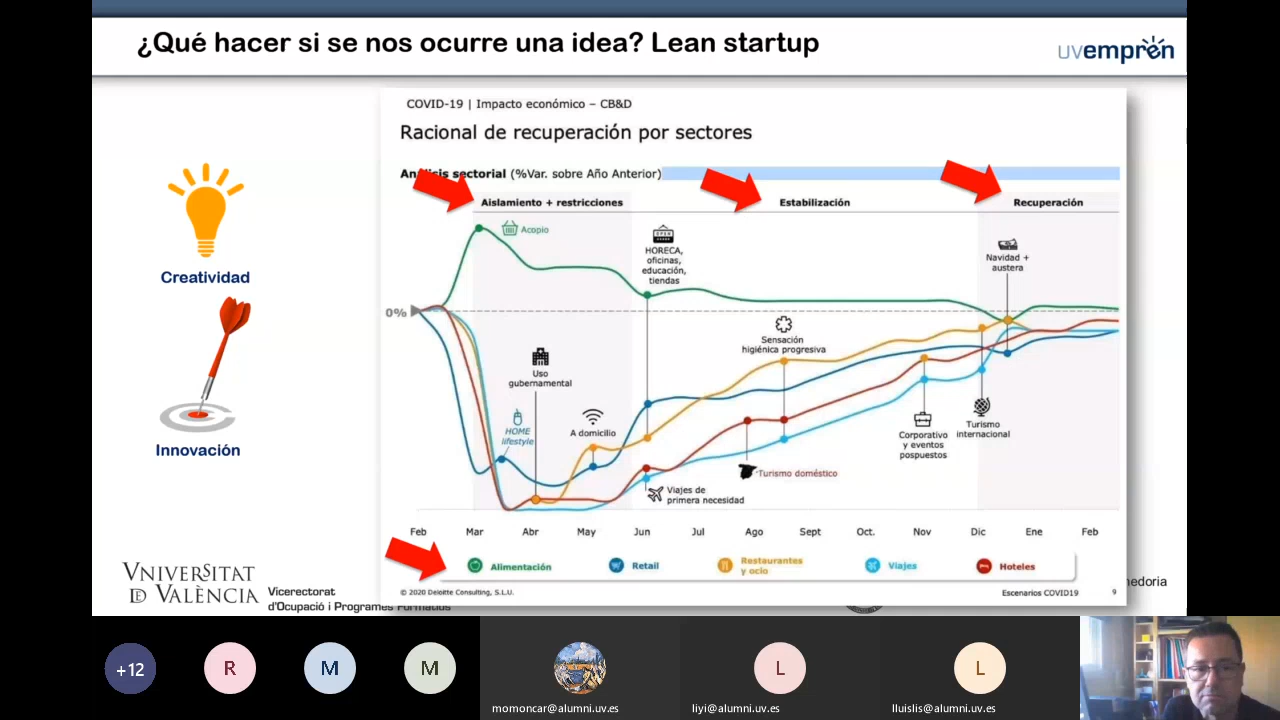 ¿Qué hacer si se nos ocurre una idea? Lean startup
uvemprén
COVID-19 | Impacto económico – CB&D
Racional de recuperación por sectores
Análisis sectorial (%Var. sobre Año Anterior)
Aislamiento + restricciones
Estabilización
Recuperación
Acopio
HORECA,
oficinas,
educación,
tiendas
Navidad +
austera
0%
Sensación
higiénica progresiva
Uso
gubernamental
HOME
lifestyle
A domicilio
Corporativo
y eventos
pospuestos
Turismo
internacional
Turismo doméstico
Viajes de
primera necesidad
Feb Mar Abr May Jun Jul Ago Sept Oct. Nov Dic Ene Feb
Alimentación
Retail
Restaurantes
y ocio
Viajes
Hoteles
© 2020 Deloitte Consulting, S.L.U.
Escenarios COVID19 9
Creatividad
Innovación
VNIVERSITAT
DE VALÈNCIA
Vicerectorat
d'Ocupació i Programes Formatius
nedoria
+12
R
M
M
momoncar@alumni.uv.es
L
liyi@alumni.uv.es
L
lluislis@alumni.uv.es